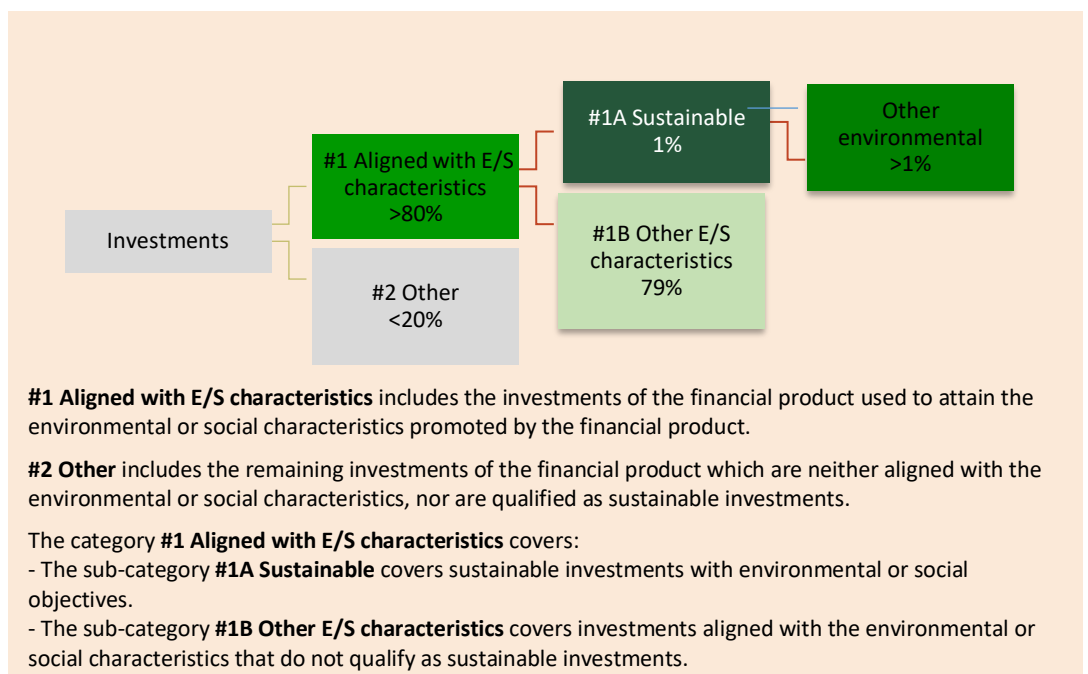 #1A Sustainable
1%
Other
environmental
>1%
#1 Aligned with E/S
characteristics
>80%
Investments
#1B Other E/S
characteristics
79%
#2 Other
<20%
#1 Aligned with E/S characteristics includes the investments of the financial product used to attain the
environmental or social characteristics promoted by the financial product.
#2 Other includes the remaining investments of the financial product which are neither aligned with the
environmental or social characteristics, nor are qualified as sustainable investments.
The category #1 Aligned with E/S characteristics covers:
- The sub-category #1A Sustainable covers sustainable investments with environmental or social
objectives.
- The sub-category #1B Other E/S characteristics covers investments aligned with the environmental or
social characteristics that do not qualify as sustainable investments.